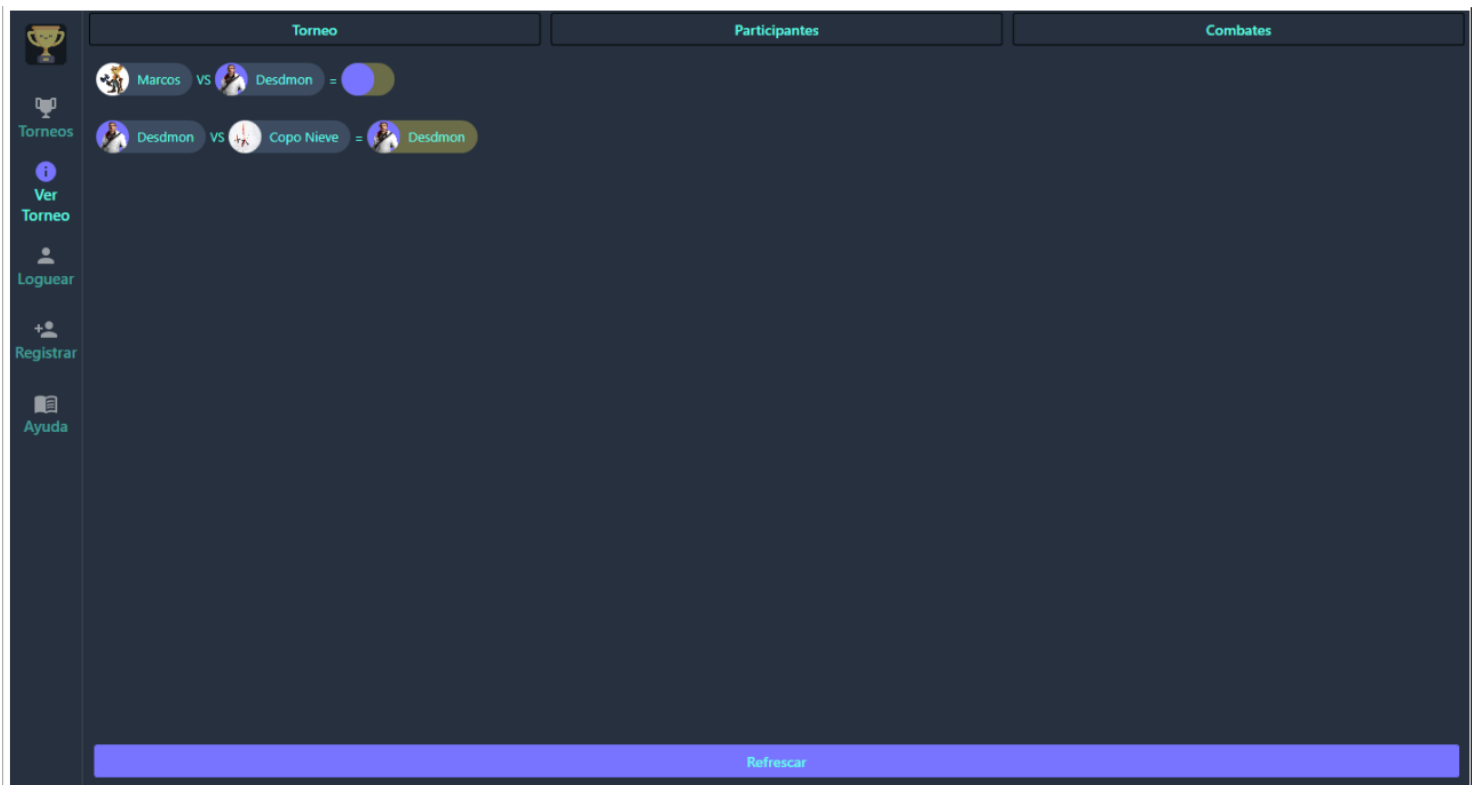 Torneo
Participantes
Combates
Marcos VS Desdmon =
Desdmon VS Copo Nieve = Desdmon
Torneos
Ver
Torneo
Loguear
Registrar
Ayuda
Refrescar